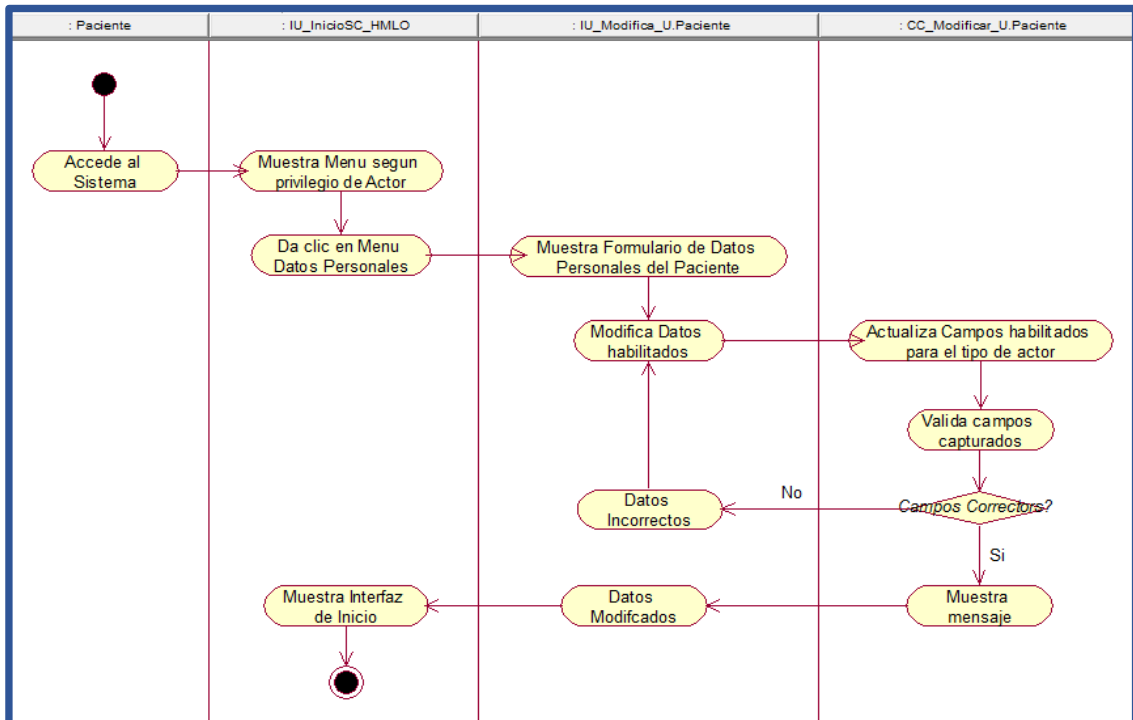 : Paciente
: IU_InicioSC_HMLO
: IU_Modifica_U.Paciente
: CC_Modificar_U.Paciente
Accede al
Sistema
Muestra Menu segun
privilegio de Actor
Da clic en Menu
Datos Personales
Muestra Formulario de Datos
Personales del Paciente
Modifica Datos
habilitados
Actualiza Campos habilitados
para el tipo de actor
Valida campos
capturados
Campos Correctors?
No
Datos
Incorrectos
Si
Muestra
mensaje
Datos
Modifcados
Muestra Interfaz
de Inicio